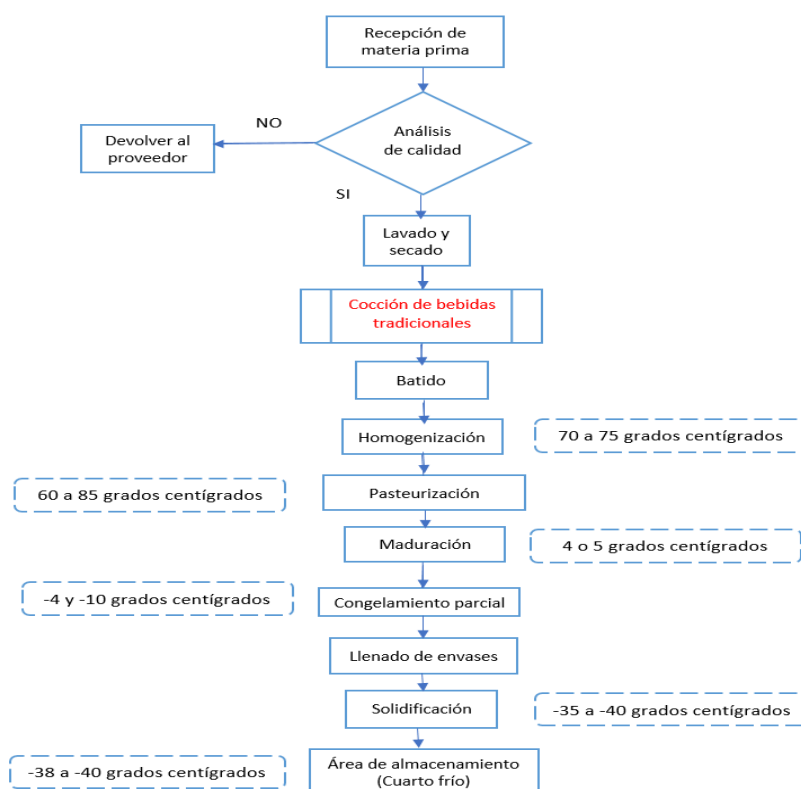 Recepción de
materia prima
NO
Análisis
de calidad
Devolver al
proveedor
SI
Lavado y
secado
Cocción de bebidas
tradicionales
Batido
Homogenización
70 a 75 grados centígrados
60 a 85 grados centígrados
Pasteurización
Maduración
4 o 5 grados centígrados
-4 y -10 grados centígrados
Congelamiento parcial
Llenado de envases
Solidificación
-35 a -40 grados centígrados
-38 a -40 grados centígrados
Área de almacenamiento
(Cuarto frío)